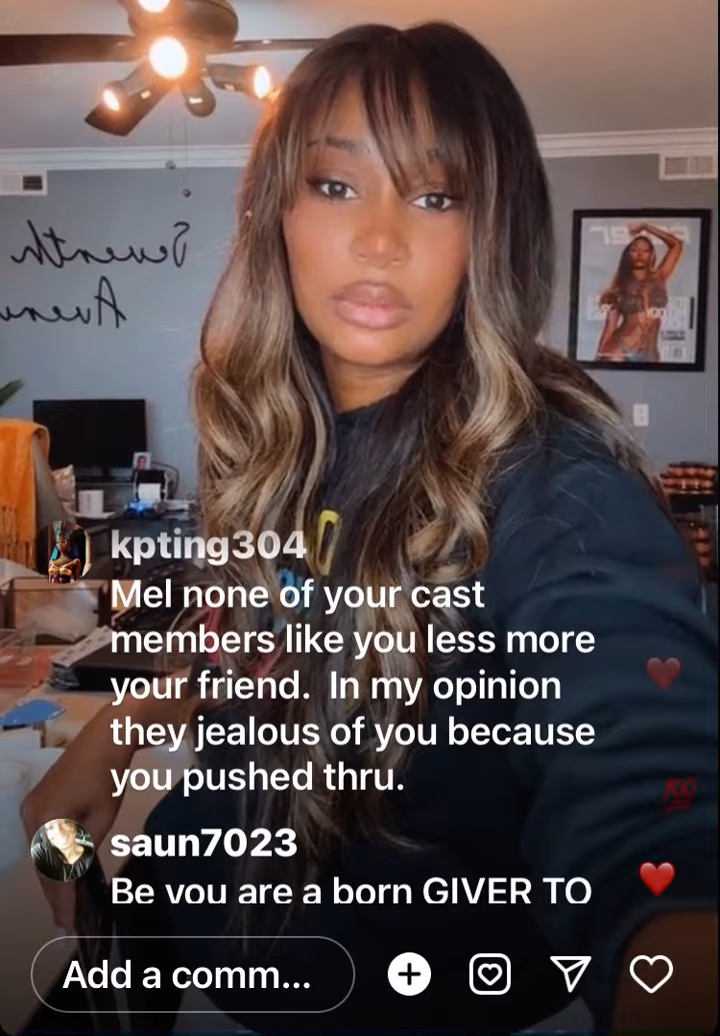 Seventh
kpting304
Mel none of your cast
members like you less more
your friend.  In my opinion
they jealous of you because
you pushed thru.
saun7023
Be you are a born GIVER TO
Add a comm...